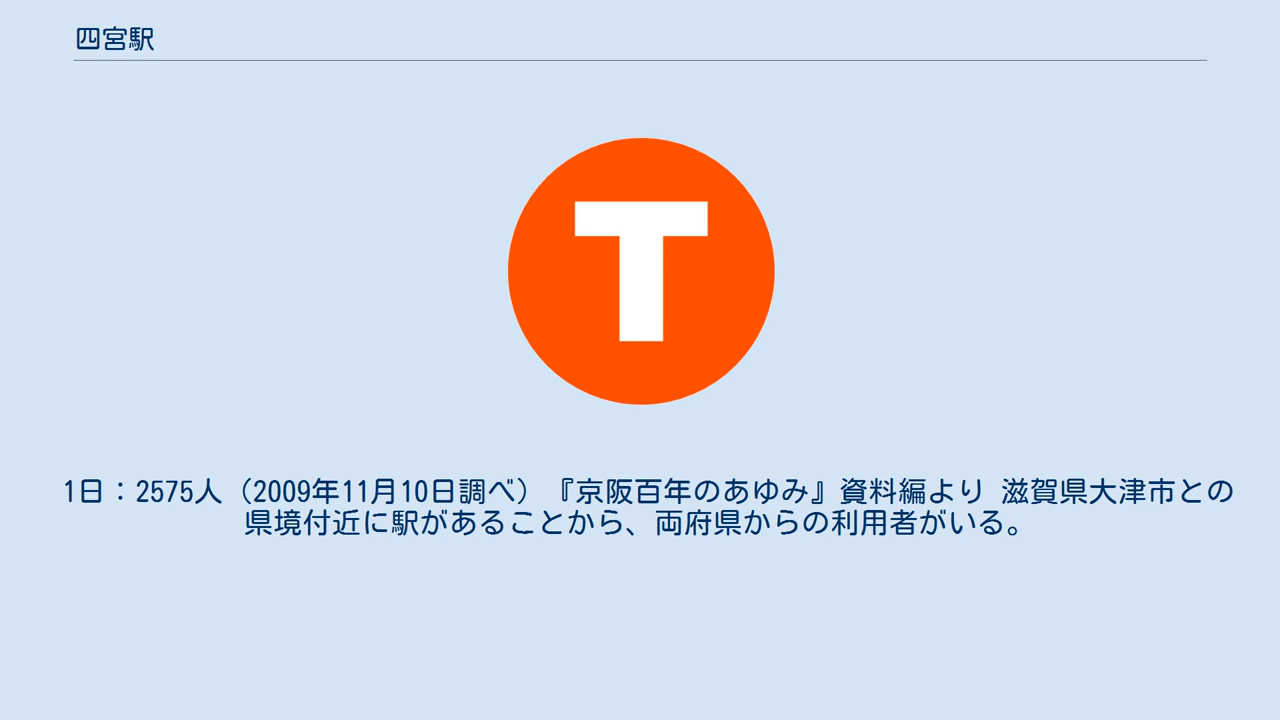 四宮駅
T
1日：2575人（2009年11月10日調べ）『京阪百年のあゆみ』資料編より 滋賀県大津市との
県境付近に駅があることから、両府県からの利用者がいる。